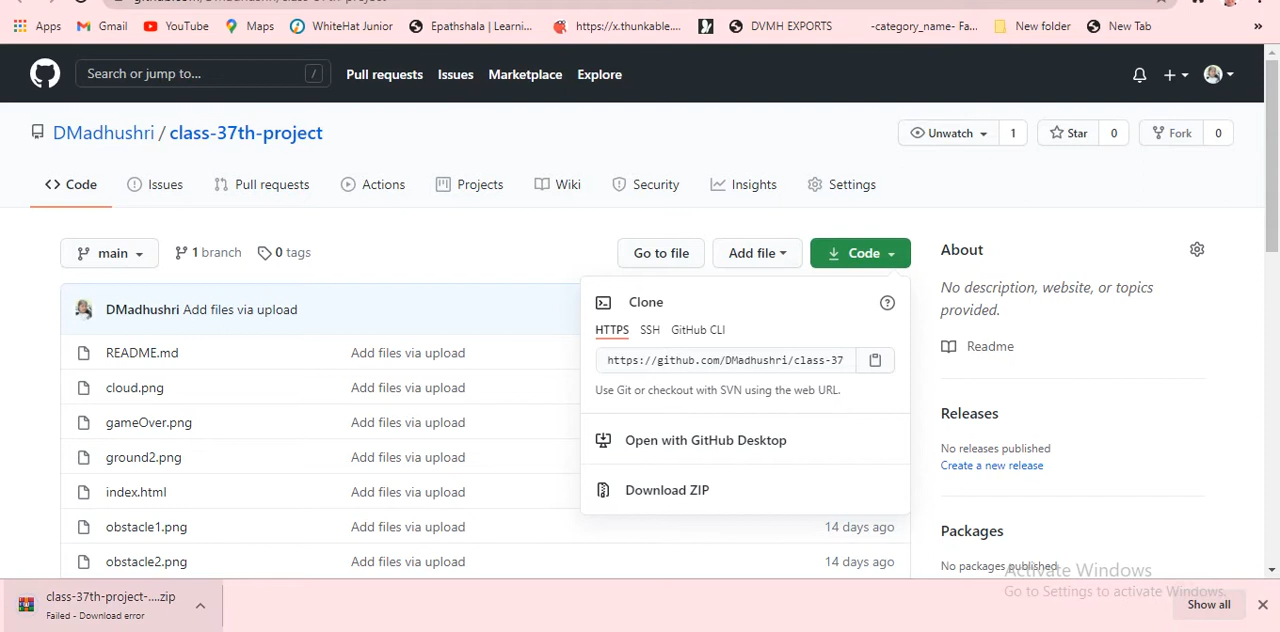 Apps Gmail YouTube Maps WhiteHat Junior Epathshala | Learni... https://x.thunkable.... DVMH EXPORTS -category_name- Fa... New folder New Tab »
Search or jump to... / Pull requests Issues Marketplace Explore
DMadhushri / class-37th-project Unwatch 1 Star 0 Fork 0
Code Issues Pull requests Actions Projects Wiki Security Insights Settings
main 1 branch 0 tags Go to file Add file Code
About
No description, website, or topics
provided.
Readme
Releases
No releases published
Create a new release
Packages
No packages published
DMadhushri Add files via upload
README.md Add files via upload
cloud.png Add files via upload
gameOver.png Add files via upload
ground2.png Add files via upload
index.html Add files via upload
obstacle1.png Add files via upload 14 days ago
obstacle2.png Add files via upload 14 days ago
Clone
HTTPS SSH GitHub CLI
https://github.com/DMadhushri/class-37
Use Git or checkout with SVN using the web URL.
Open with GitHub Desktop
Download ZIP
Activate Windows
Go to Settings to activate Windows.
class-37th-project-....zip
Failed - Download error
Show all